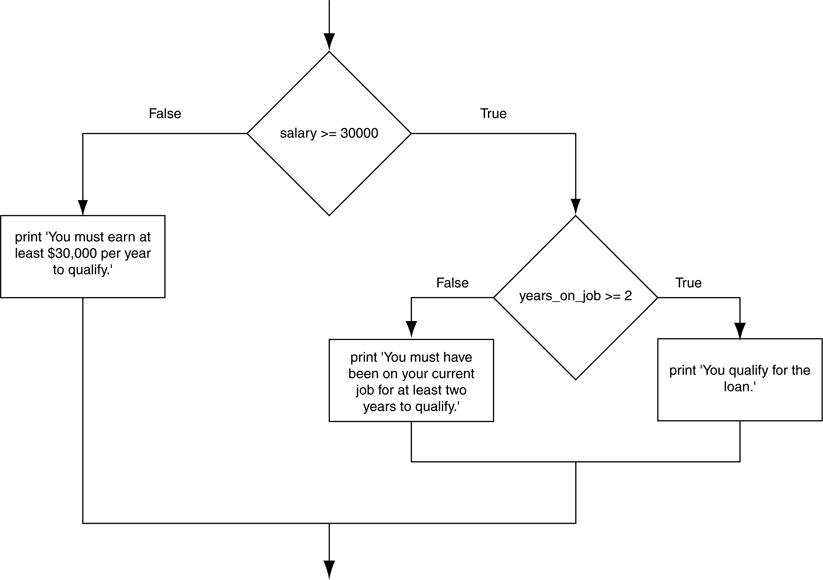 False
True
salary >= 30000
print 'You must earn at
least $30,000 per year
to qualify.'
False
True
years_on_job >= 2
print 'You must have
been on your current
job for at least two
years to qualify.'
print 'You qualify for the
loan.'